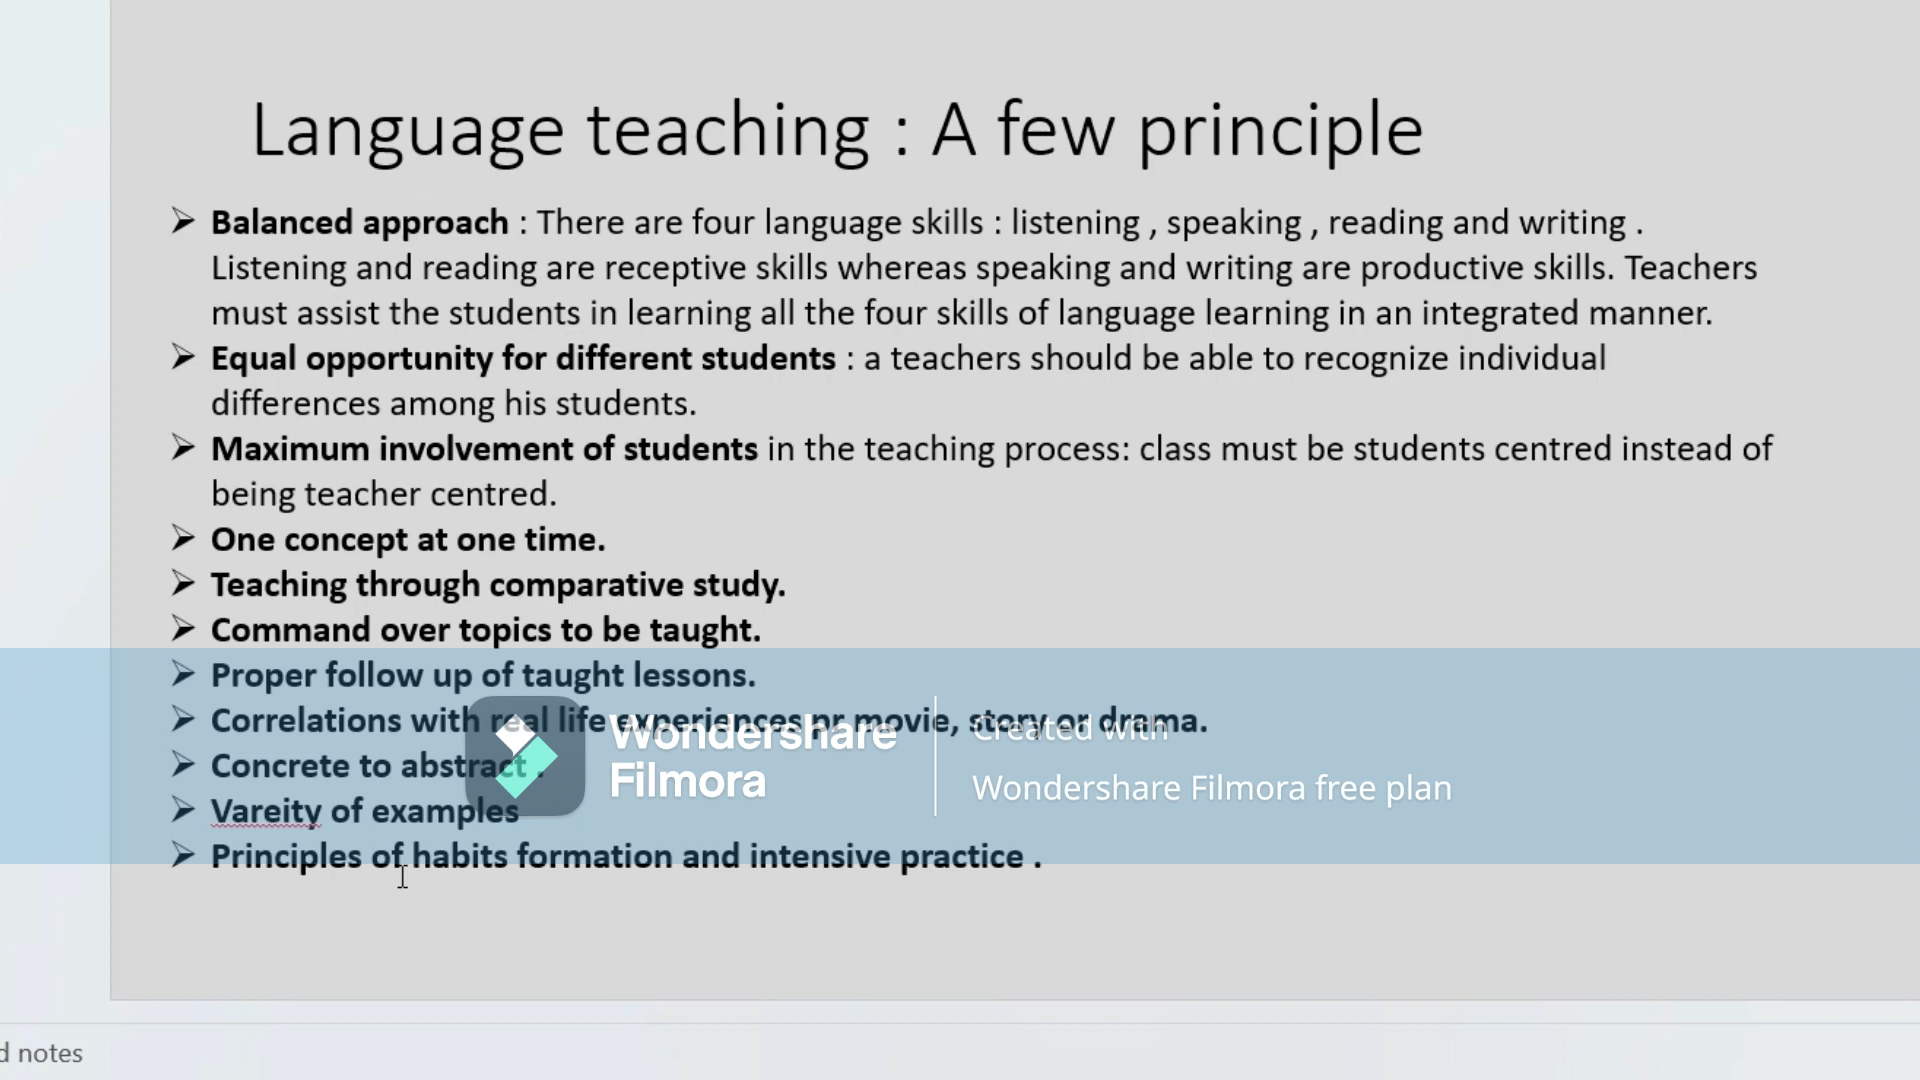 Language teaching : A few principle
➢ Balanced approach : There are four language skills : listening , speaking , reading and writing .
Listening and reading are receptive skills whereas speaking and writing are productive skills. Teachers
must assist the students in learning all the four skills of language learning in an integrated manner.
➢ Equal opportunity for different students : a teachers should be able to recognize individual
differences among his students.
➢ Maximum involvement of students in the teaching process: class must be students centred instead of
being teacher centred.
➢ One concept at one time.
➢ Teaching through comparative study.
➢ Command over topics to be taught.
➢ Proper follow up of taught lessons.
➢ Correlations with real life experiences pr movie, story or drama.
➢ Concrete to abstract .
➢ Vareity of examples
➢ Principles of habits formation and intensive practice .
Wondershare
Filmora
Created with
Wondershare Filmora free plan
d notes